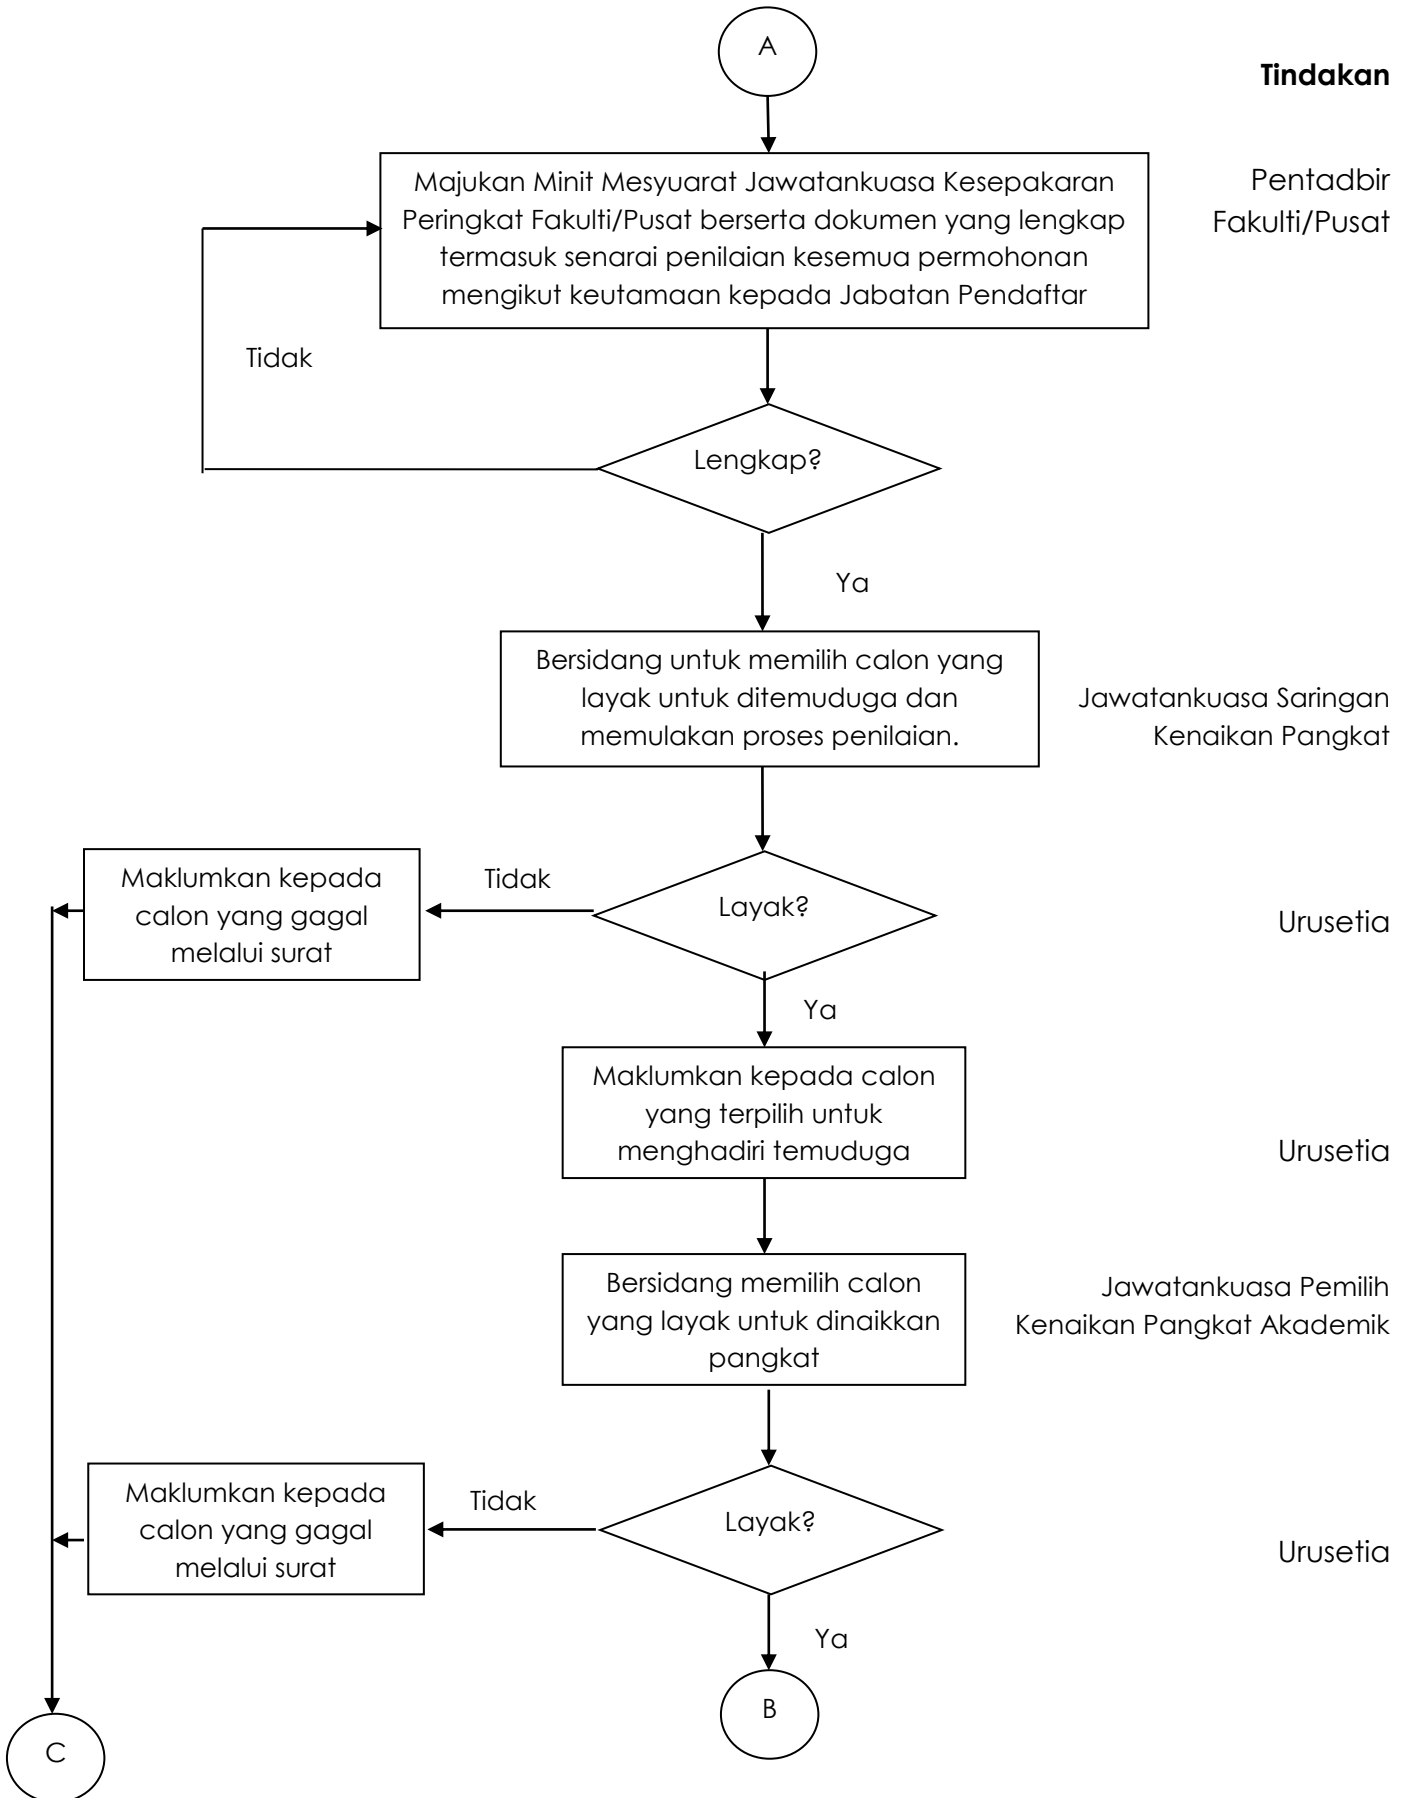 A
Tindakan
Majukan Minit Mesyuarat Jawatankuasa Kesepakaran
Peringkat Fakulti/Pusat berserta dokumen yang lengkap
termasuk senarai penilaian kesemua permohonan
mengikut keutamaan kepada Jabatan Pendaftar
Pentadbir
Fakulti/Pusat
Tidak
Lengkap?
Ya
Bersidang untuk memilih calon yang
layak untuk ditemuduga dan
memulakan proses penilaian.
Jawatankuasa Saringan
Kenaikan Pangkat
Maklumkan kepada
calon yang gagal
melalui surat
Tidak
Layak?
Urusetia
Ya
Maklumkan kepada calon
yang terpilih untuk
menghadiri temuduga
Urusetia
Bersidang memilih calon
yang layak untuk dinaikkan
pangkat
Jawatankuasa Pemilih
Kenaikan Pangkat Akademik
Maklumkan kepada
calon yang gagal
melalui surat
Tidak
Layak?
Urusetia
Ya
B
C